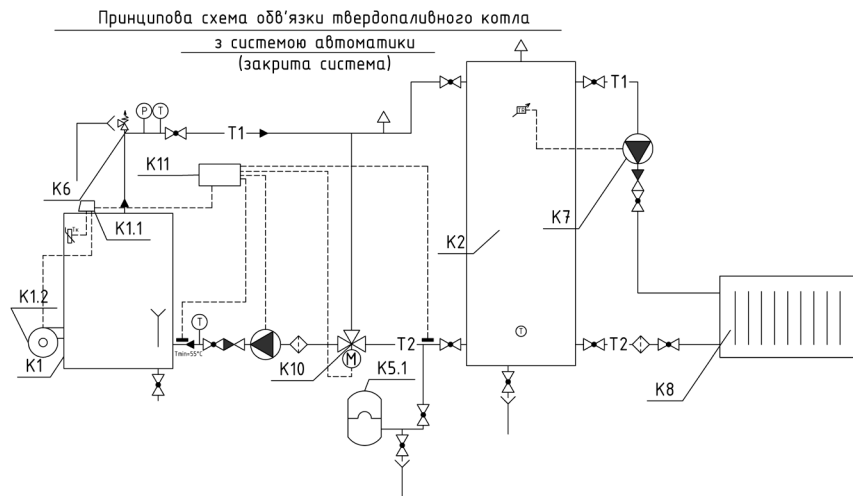 Принципова схема обв'язки твердопаливного котла
з системою автоматики
(закрита система)
T1
P T
T1
K11
K6
K7
K1.1
Tк
K2
K1.2
T
T
Tmin=55°C
T2
T2
K1
K10
M
K5.1
K8